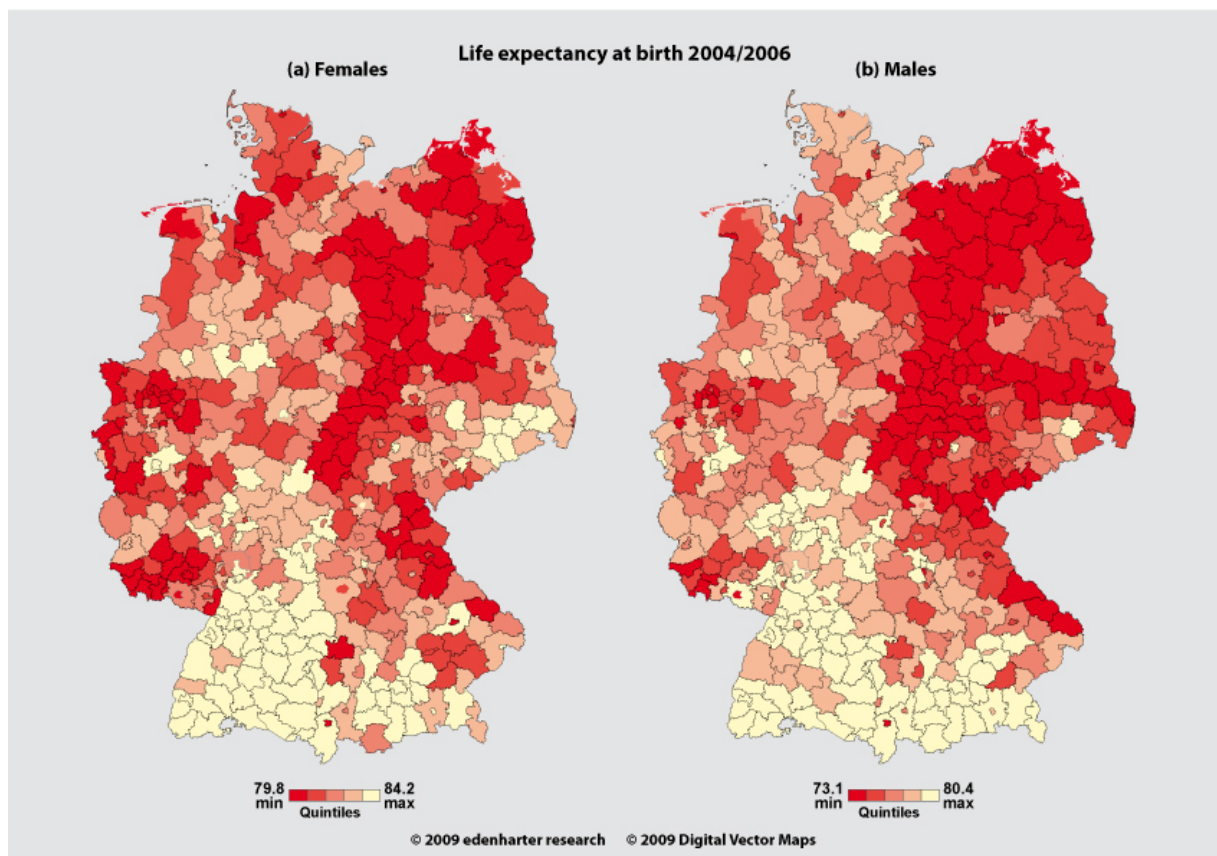 Life expectancy at birth 2004/2006
(a) Females
(b) Males
79.8 min
84.2 max
Quintiles
73.1 min
80.4 max
Quintiles
© 2009 edenharter research © 2009 Digital Vector Maps